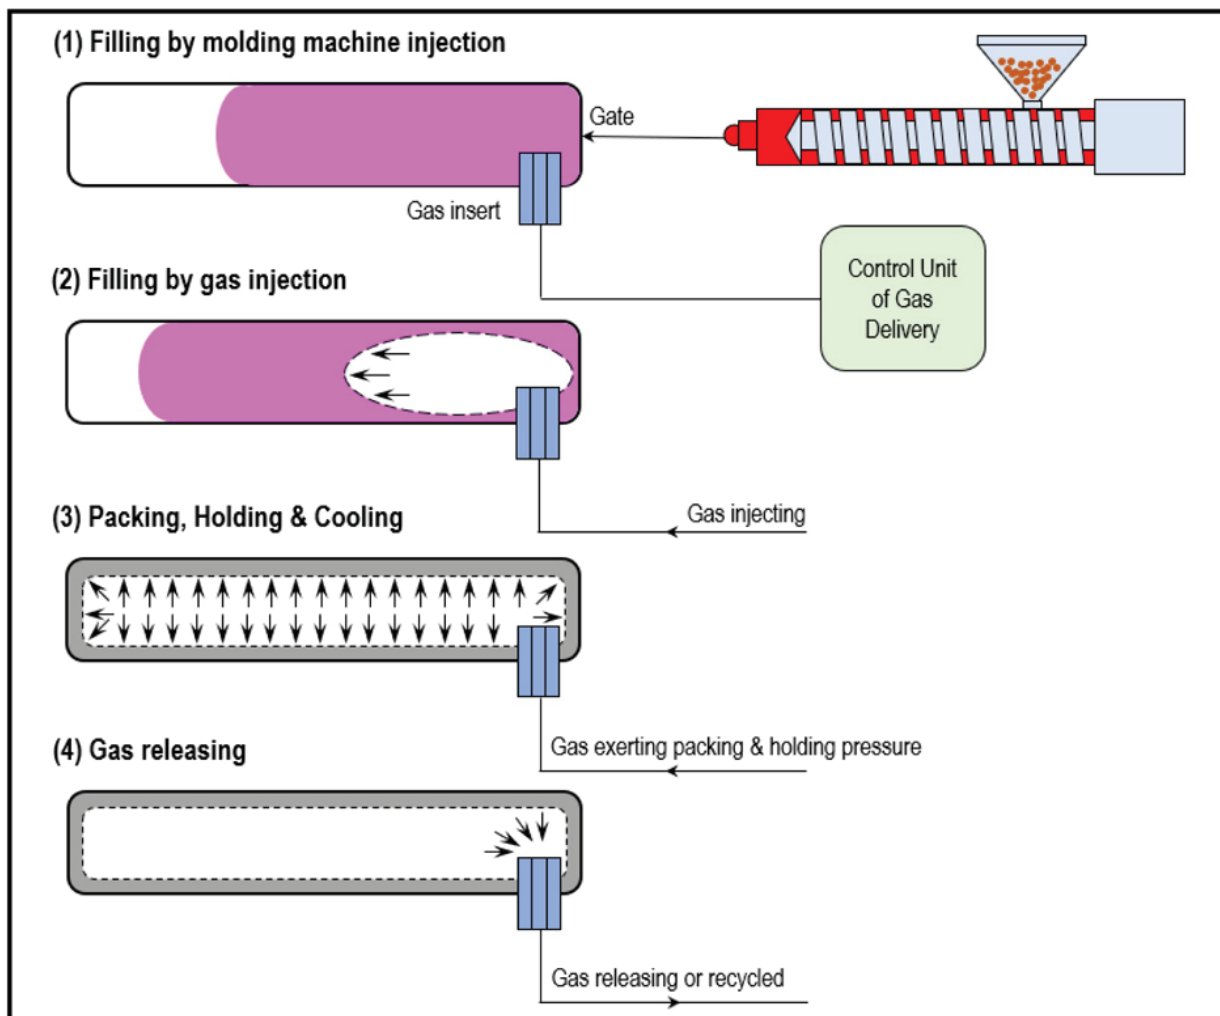 (1) Filling by molding machine injection
Gate
Gas insert
(2) Filling by gas injection
Control Unit
of Gas
Delivery
Gas injecting
(3) Packing, Holding & Cooling
Gas exerting packing & holding pressure
(4) Gas releasing
Gas releasing or recycled